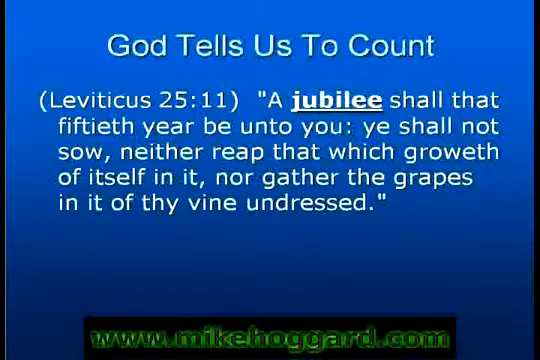 God Tells Us To Count
(Leviticus 25:11) "A jubilee shall that
fiftieth year be unto you: ye shall not
sow, neither reap that which groweth
of itself in it, nor gather the grapes
in it of thy vine undressed."
www.mikehoggard.com